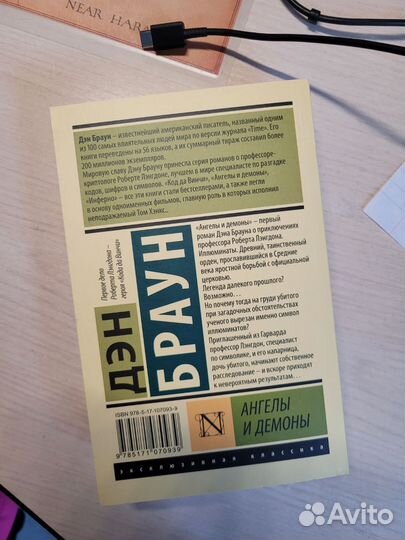 NEAR HARA
Дэн Браун – известнейший американский писатель, названный одним
из 100 самых влиятельных людей мира по версии журнала «Time». Его
книги переведены на 56 языков, а их суммарный тираж составил более
200 миллионов экземпляров.
Мировую славу Дэну Брауну принесла серия романов о профессоре-
криптологе Роберте Лэнгдоне, лучшем в мире специалисте по разгадке
кодов, шифров и символов. «Код да Винчи», «Ангелы и демоны»,
«Инферно» – все эти книги стали бестселлерами, а также легли
в основу одноименных фильмов, главную роль в которых исполнил
неподражаемый Том Хэнкс.
Первое дело
Роберта Лэнгдона –
героя «Кода да Винчи»
ДЭН
БРАУН
«Ангелы и демоны» – первый
роман Дэна Брауна о приключениях
профессора Роберта Лэнгдона.
Иллюминаты. Древний, таинственный
орден, прославившийся в Средние
века яростной борьбой с официальной
церковью.
Легенда далекого прошлого?
Возможно...
Но почему тогда на груди убитого
при загадочных обстоятельствах
ученого вырезан именно символ
иллюминатов?
Приглашенный из Гарварда
профессор Лэнгдон, специалист
по символике, и его напарница,
дочь убитого, начинают собственное
расследование – и вскоре приходят
к невероятным результатам...
ISBN 978-5-17-107093-9
9 785171 070939
N
АНГЕЛЫ
И ДЕМОНЫ
эксклюзивная классика
Avito